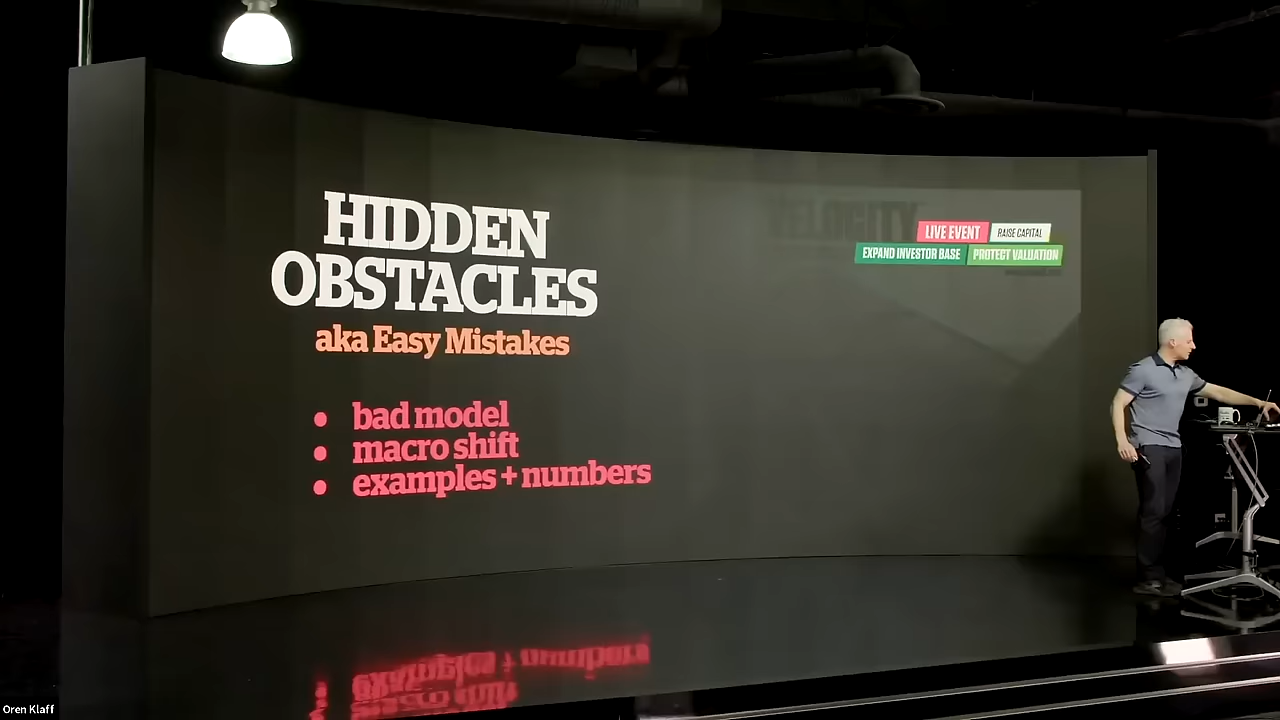 HIDDEN
OBSTACLES
aka Easy Mistakes
• bad model
• macro shift
• examples + numbers
LIVE EVENT RAISE CAPITAL
EXPAND INVESTOR BASE PROTECT VALUATION
Oren Klaff